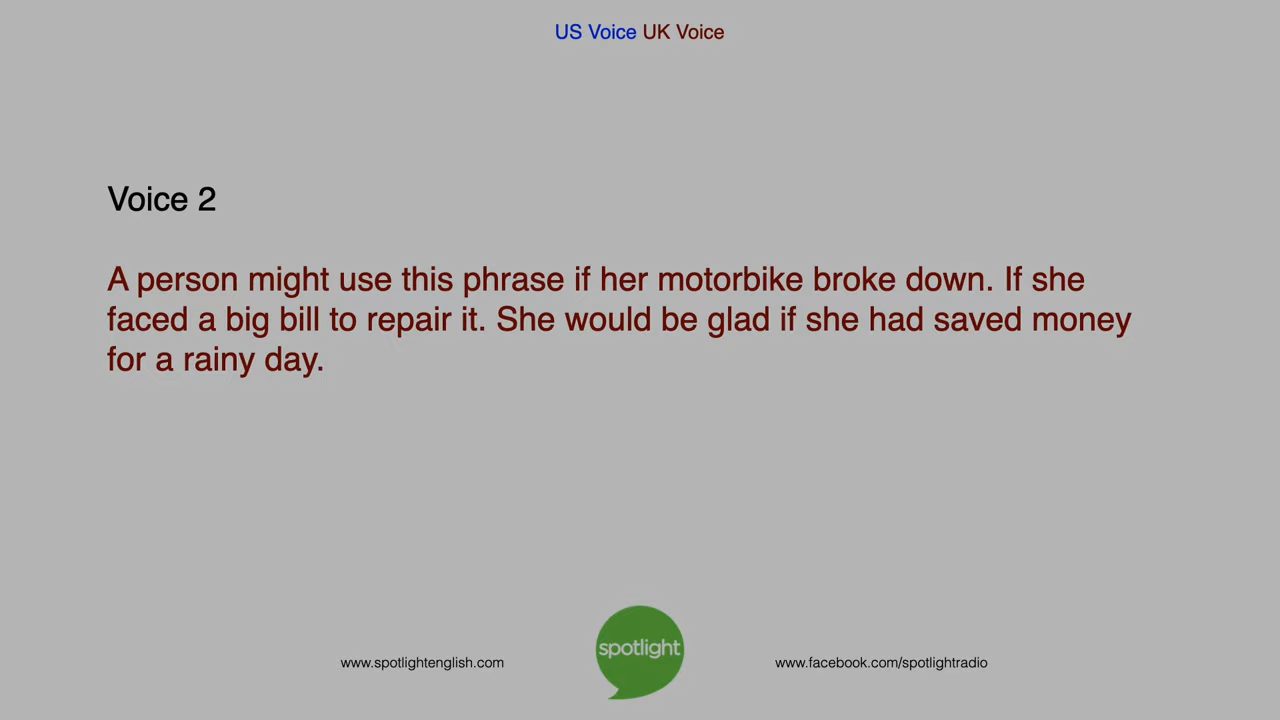 US Voice UK Voice
Voice 2
A person might use this phrase if her motorbike broke down. If she
faced a big bill to repair it. She would be glad if she had saved money
for a rainy day.
spotlight
www.spotlightenglish.com
www.facebook.com/spotlightradio